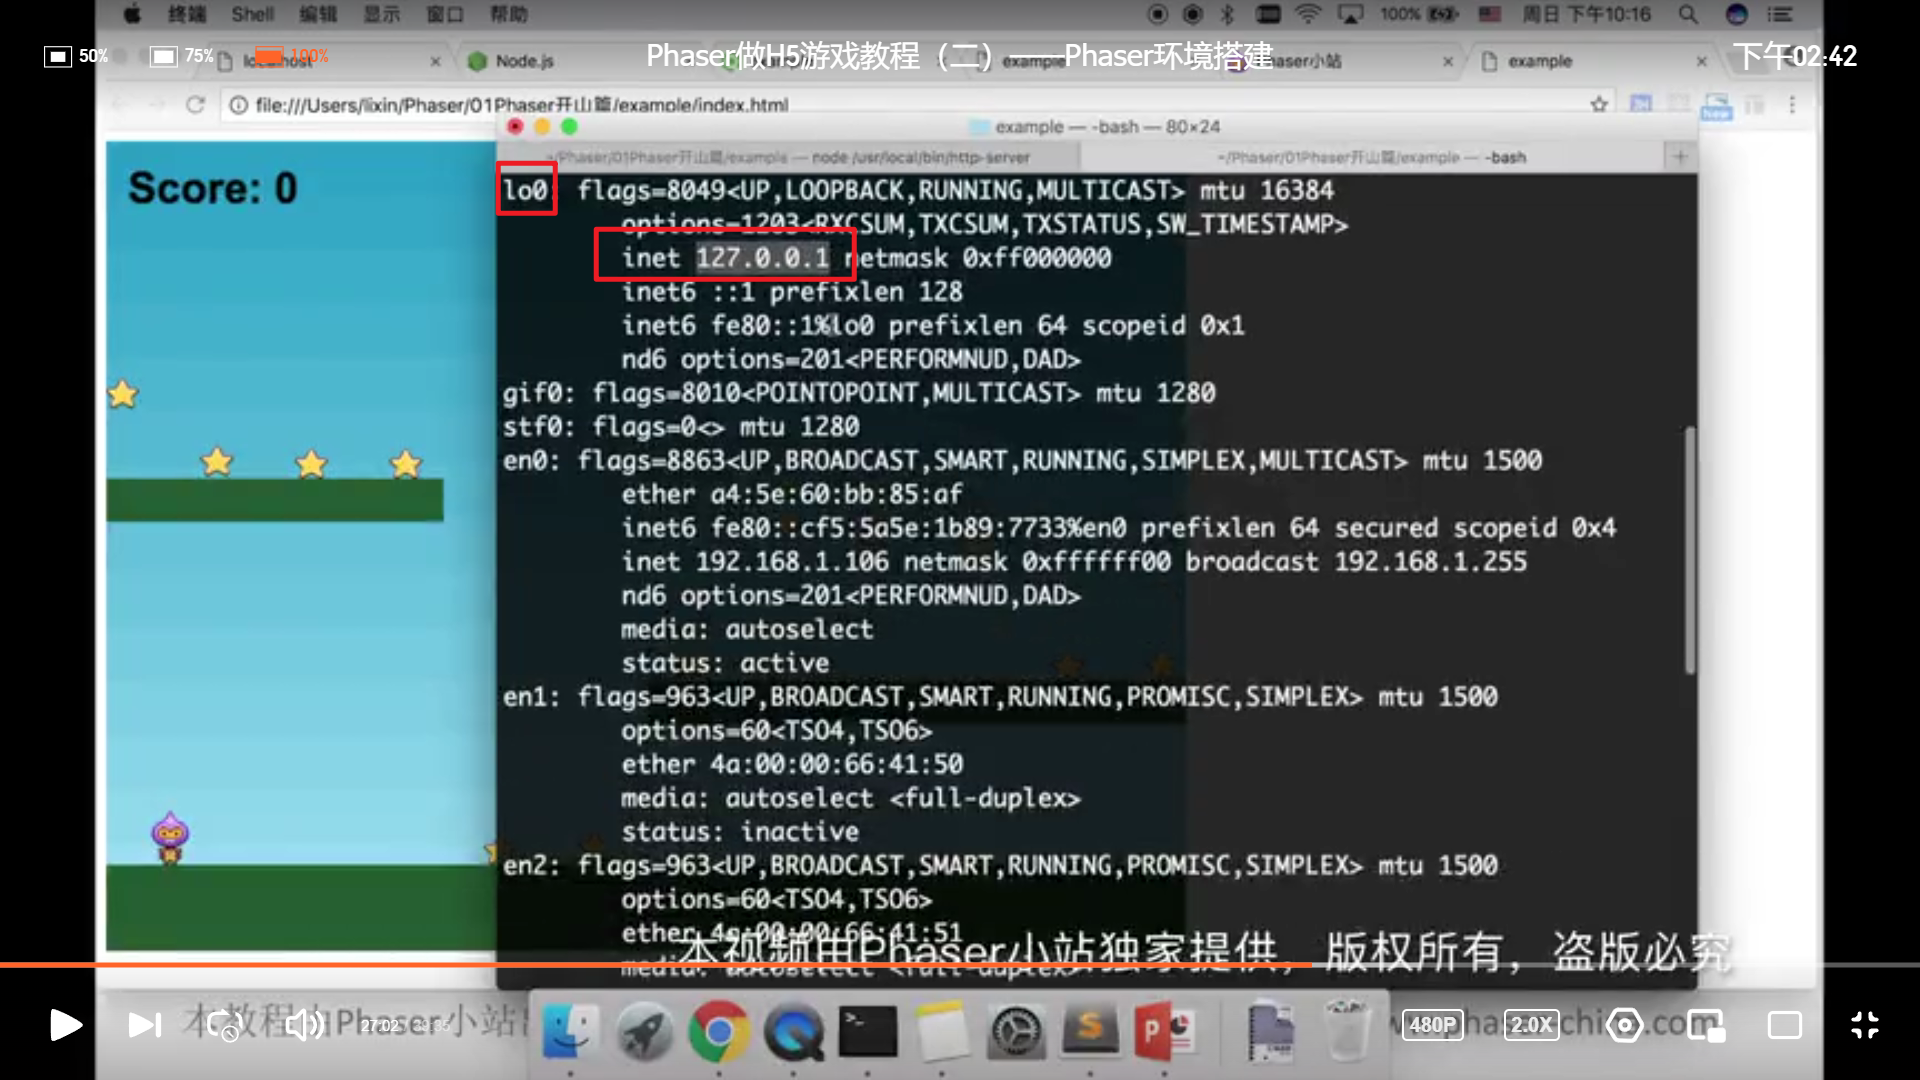 终端 Shell 编辑 显示 窗口 帮助 100% 周日 下午10:16
50% 75% 100% Phaser做H5游戏教程（二）——Phaser环境搭建 下午02:42
localhost Node.js example Phaser小站 example
file:///Users/lixin/Phaser/01Phaser开山篇/example/index.html
New
example — -bash — 80×24
~/Phaser/01Phaser开山篇/example — node /usr/local/bin/http-server ~/Phaser/01Phaser开山篇/example — -bash
Score: 0
lo0: flags=8049<UP,LOOPBACK,RUNNING,MULTICAST> mtu 16384
options=1203<RXCSUM,TXCSUM,TXSTATUS,SW_TIMESTAMP>
inet 127.0.0.1 netmask 0xff000000
inet6 ::1 prefixlen 128
inet6 fe80::1%lo0 prefixlen 64 scopeid 0x1
nd6 options=201<PERFORMNUD,DAD>
gif0: flags=8010<POINTOPOINT,MULTICAST> mtu 1280
stf0: flags=0<> mtu 1280
en0: flags=8863<UP,BROADCAST,SMART,RUNNING,SIMPLEX,MULTICAST> mtu 1500
ether a4:5e:60:bb:85:af
inet6 fe80::cf5:5a5e:1b89:7733%en0 prefixlen 64 secured scopeid 0x4
inet 192.168.1.106 netmask 0xffffff00 broadcast 192.168.1.255
nd6 options=201<PERFORMNUD,DAD>
media: autoselect
status: active
en1: flags=963<UP,BROADCAST,SMART,RUNNING,PROMISC,SIMPLEX> mtu 1500
options=60<TSO4,TSO6>
ether 4a:00:00:66:41:50
media: autoselect <full-duplex>
status: inactive
en2: flags=963<UP,BROADCAST,SMART,RUNNING,PROMISC,SIMPLEX> mtu 1500
options=60<TSO4,TSO6>
ether 4a:00:00:66:41:51
media: autoselect <full-duplex>
本视频由Phaser小站独家提供，版权所有，盗版必究
本教程由Phaser小站
27:02
480P 2.0X